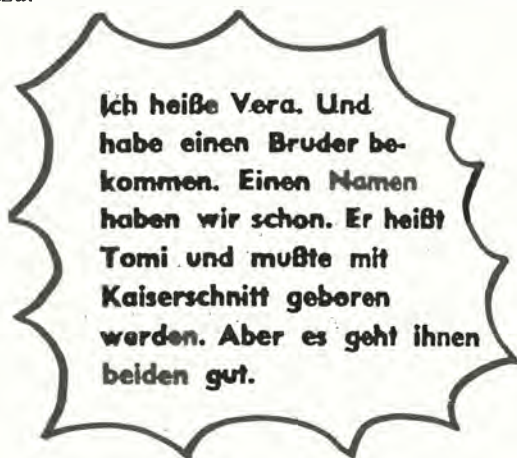 Ich heiße Vera. Und
habe einen Bruder be-
kommen. Einen Namen
haben wir schon. Er heißt
Tomi und mußte mit
Kaiserschnitt geboren
werden. Aber es geht ihnen
beiden gut.